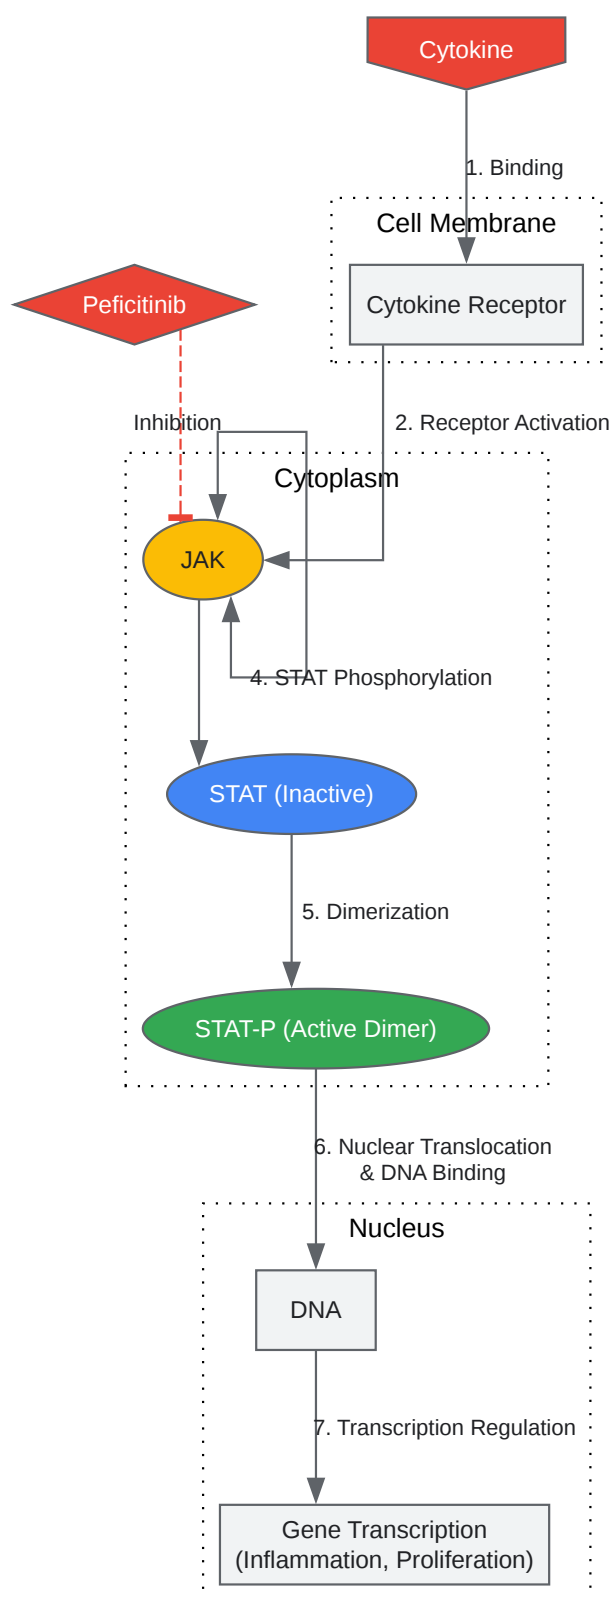 Cytokine
1. Binding
Cell Membrane
Cytokine Receptor
Peficitinib
Inhibition
2. Receptor Activation
Cytoplasm
JAK
4. STAT Phosphorylation
STAT (Inactive)
5. Dimerization
STAT-P (Active Dimer)
6. Nuclear Translocation
& DNA Binding
Nucleus
DNA
7. Transcription Regulation
Gene Transcription
(Inflammation, Proliferation)